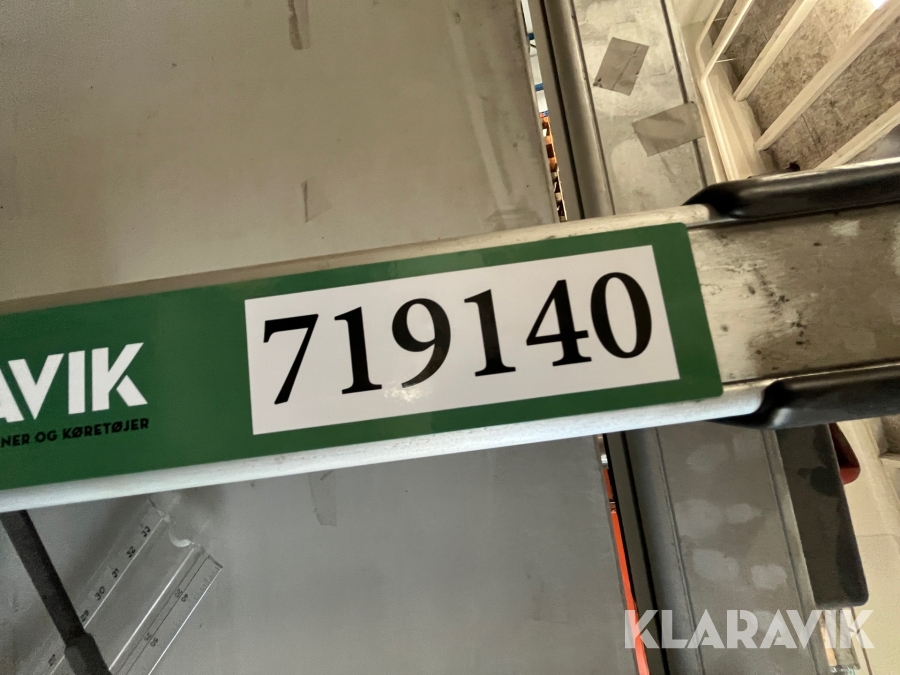 AVIK
NER OG KØRETØJER
719140
KLARAVIK